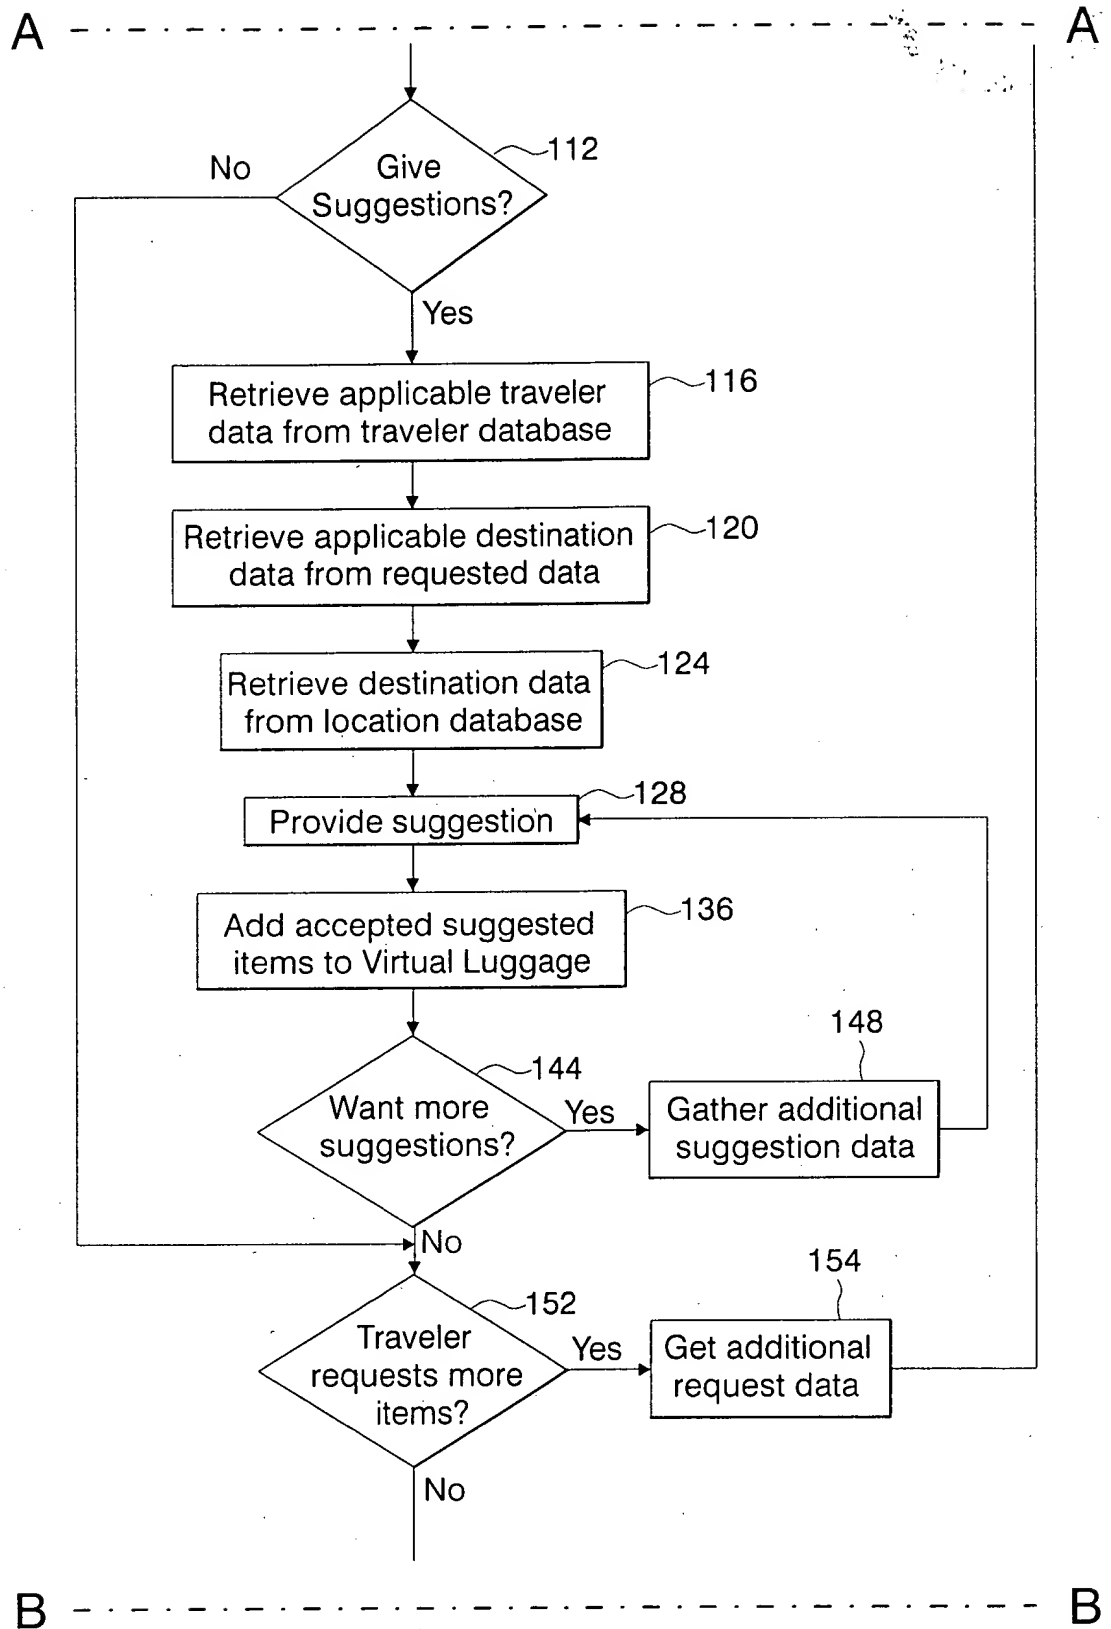 A
A
112
No
Give
Suggestions?
Yes
116
Retrieve applicable traveler
data from traveler database
120
Retrieve applicable destination
data from requested data
124
Retrieve destination data
from location database
128
Provide suggestion
136
Add accepted suggested
items to Virtual Luggage
148
144
Want more
suggestions?
Yes
Gather additional
suggestion data
No
154
152
Traveler
requests more
items?
Yes
Get additional
request data
No
B
B